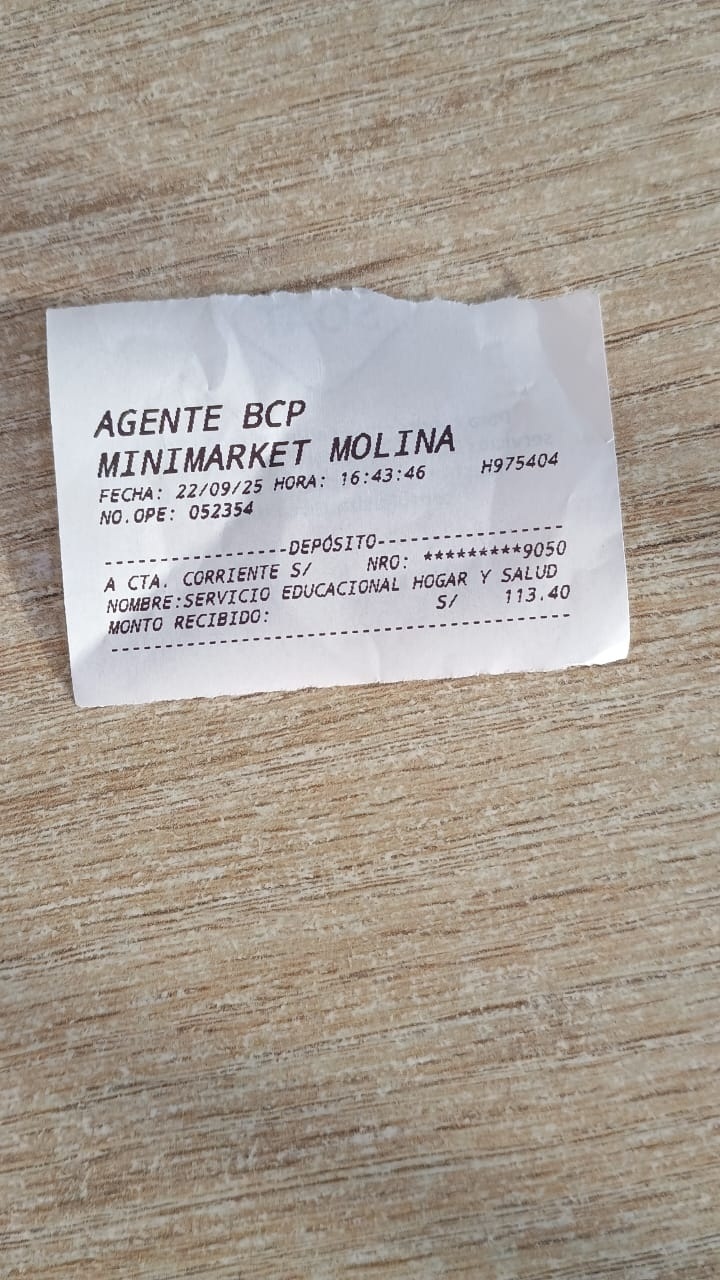 AGENTE BCP
MINIMARKET MOLINA
FECHA: 22/09/25 HORA: 16:43:46 H975404
NO.OPE: 052354
-----------------DEPÓSITO-----------------
A CTA. CORRIENTE S/ NRO: *********9050
NOMBRE:SERVICIO EDUCACIONAL HOGAR Y SALUD
MONTO RECIBIDO: S/ 113.40
------------------------------------------